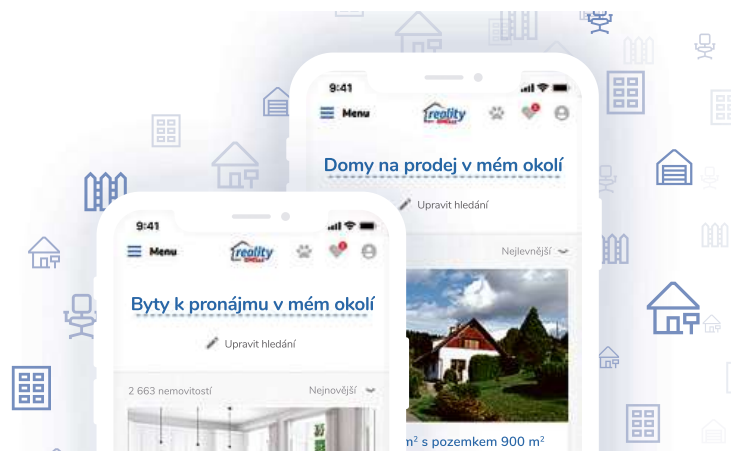 9:41
Menu
reality
Domy na prodej v mém okolí
Upravit hledání
Nejlevnější
m² s pozemkem 900 m²
9:41
Menu
reality
Byty k pronájmu v mém okolí
Upravit hledání
2 663 nemovitostí
Nejnovější